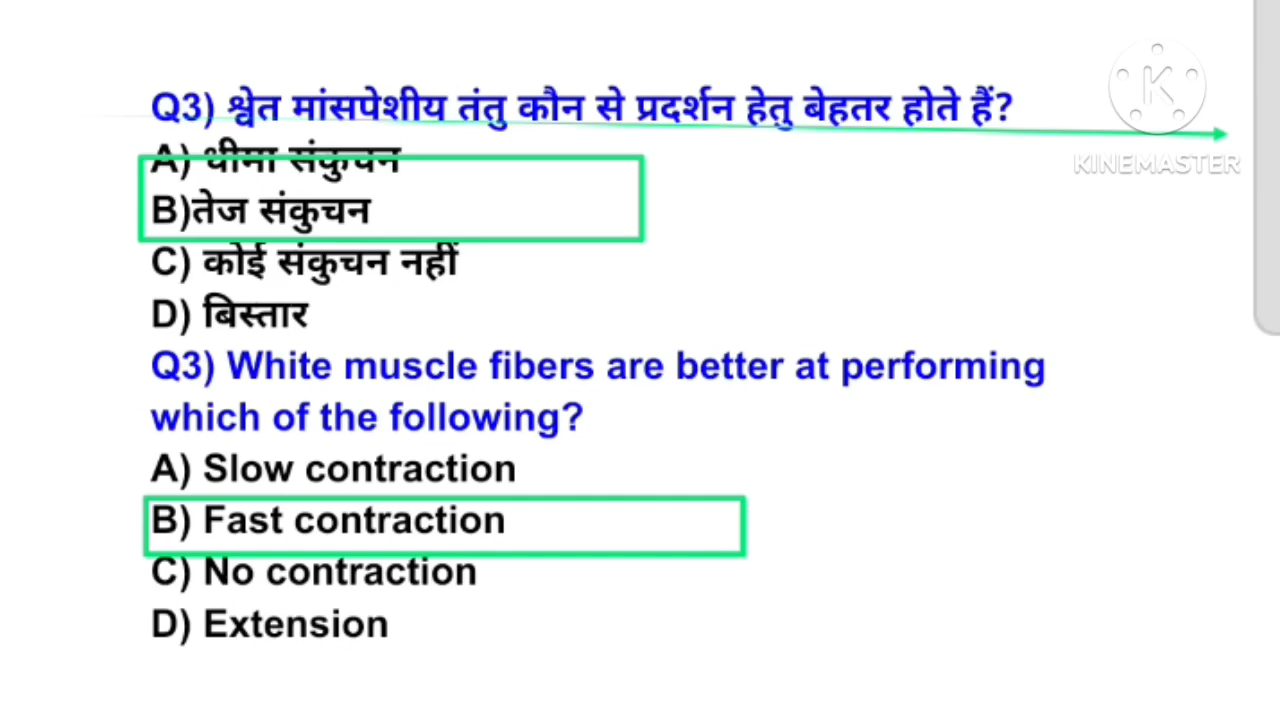 Q3) श्वेत मांसपेशीय तंतु कौन से प्रदर्शन हेतु बेहतर होते हैं?
A) धीमा संकुचन
B)तेज संकुचन
C) कोई संकुचन नहीं
D) बिस्तार
Q3) White muscle fibers are better at performing
which of the following?
A) Slow contraction
B) Fast contraction
C) No contraction
D) Extension
K
KINEMASTER